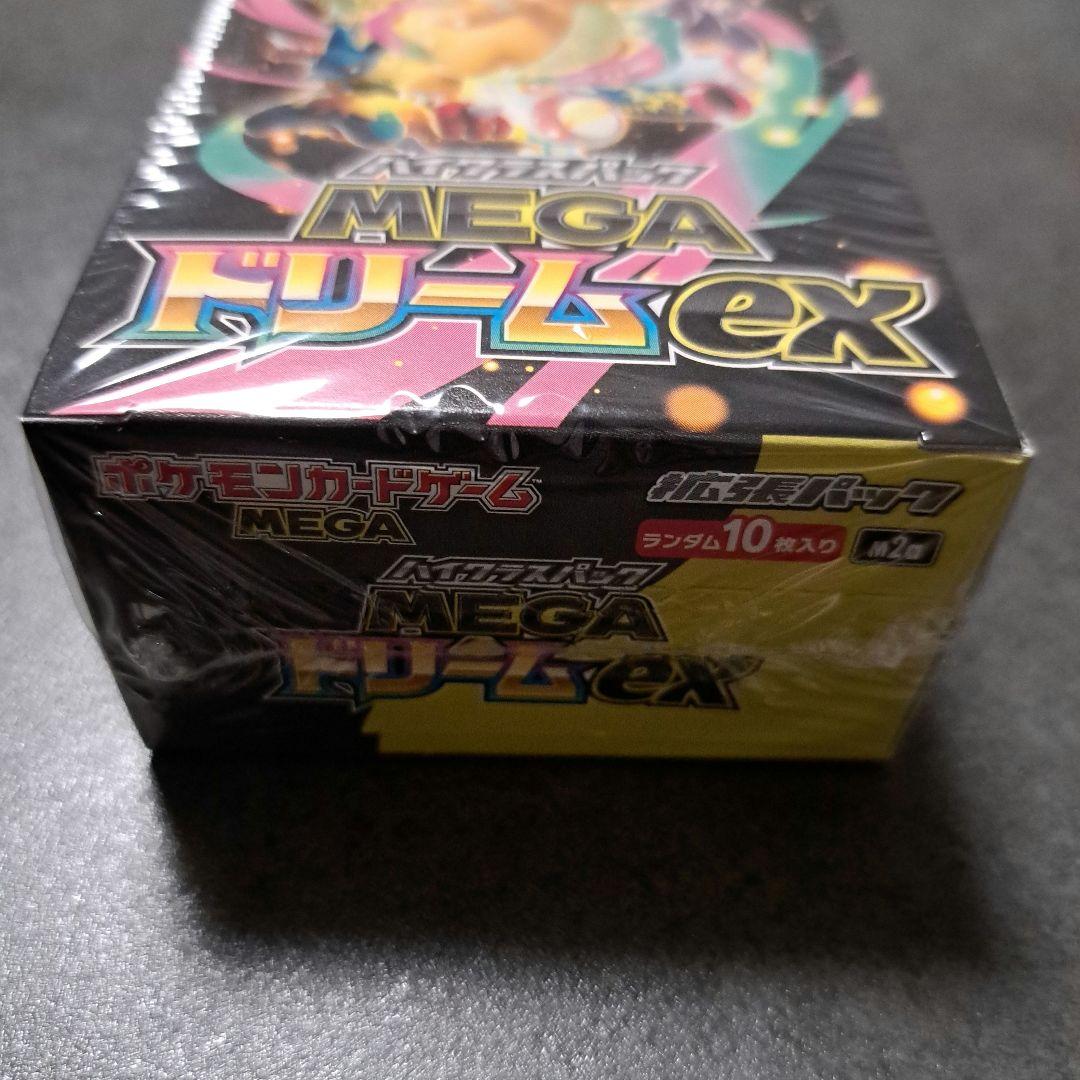 ハイクラスパック
MEGA
ドリームex
ポケモンカードゲーム™
MEGA
拡張パック
ランダム10枚入り
M2a
ハイクラスパック
MEGA
ドリームex